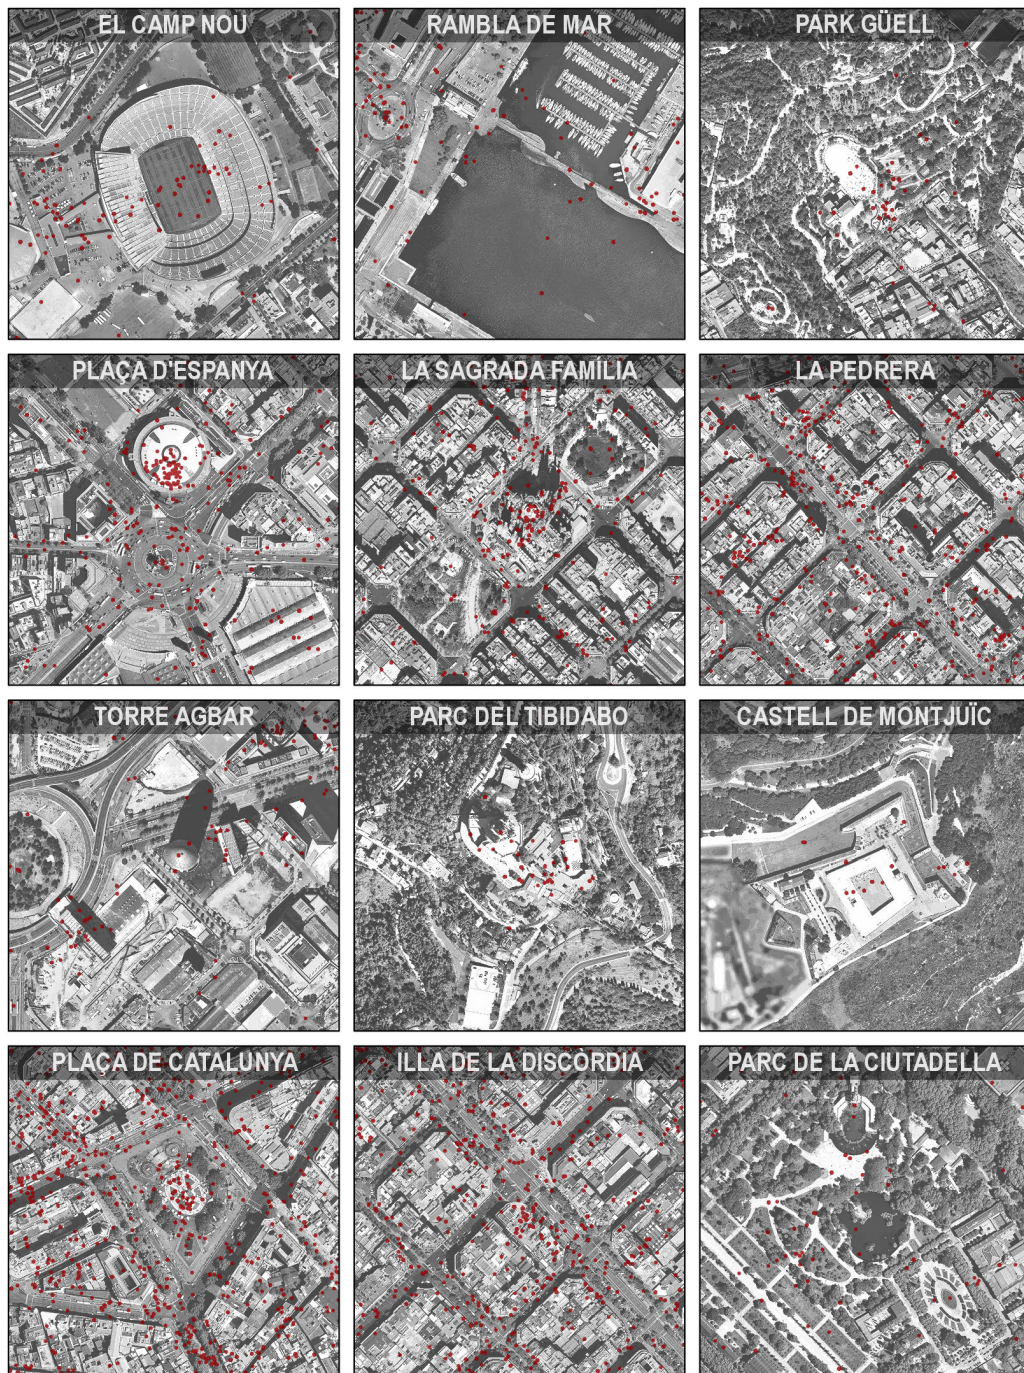 EL CAMP NOU
RAMBLA DE MAR
PARK GÜELL
PLAÇA D'ESPANYA
LA SAGRADA FAMÍLIA
LA PEDRERA
TORRE AGBAR
PARC DEL TIBIDABO
CASTELL DE MONTJUÏC
PLAÇA DE CATALUNYA
ILLA DE LA DISCÒRDIA
PARC DE LA CIUTADELLA